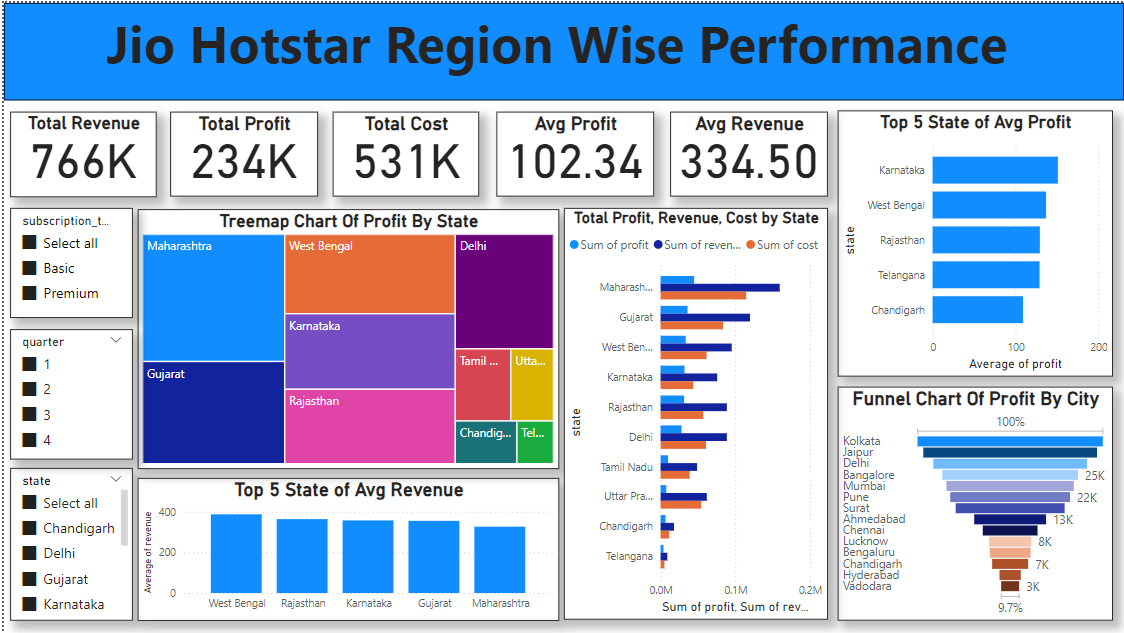 Jio Hotstar Region Wise Performance
Total Revenue
766K
Total Profit
234K
Total Cost
531K
Avg Profit
102.34
Avg Revenue
334.50
subscription_t...
Select all
Basic
Premium
quarter
1
2
3
4
state
Select all
Chandigarh
Delhi
Gujarat
Karnataka
Treemap Chart Of Profit By State
Maharashtra
Gujarat
West Bengal
Karnataka
Rajasthan
Delhi
Tamil ...
Utta...
Chandig...
Tel...
Top 5 State of Avg Revenue
Average of revenue
400
200
0
West Bengal
Rajasthan
Karnataka
Gujarat
Maharashtra
Total Profit, Revenue, Cost by State
Sum of profit
Sum of reven...
Sum of cost
state
Maharash...
Gujarat
West Ben...
Karnataka
Rajasthan
Delhi
Tamil Nadu
Uttar Pra...
Chandigarh
Telangana
0.0M
0.1M
0.2M
Sum of profit, Sum of rev...
Top 5 State of Avg Profit
state
Karnataka
West Bengal
Rajasthan
Telangana
Chandigarh
0
100
200
Average of profit
Funnel Chart Of Profit By City
100%
Kolkata
Jaipur
Delhi
Bangalore
25K
Mumbai
Pune
22K
Surat
Ahmedabad
13K
Chennai
Lucknow
8K
Bengaluru
Chandigarh
7K
Hyderabad
Vadodara
3K
9.7%